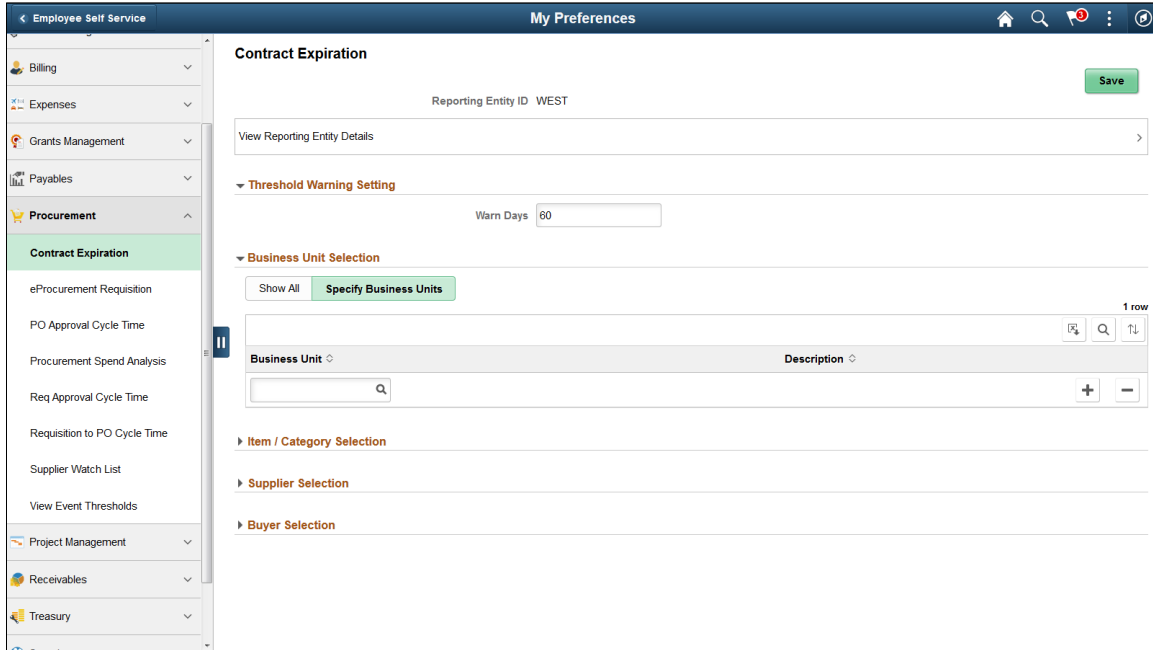 Employee Self Service
My Preferences
3
Billing
Expenses
Grants Management
Payables
Procurement
Contract Expiration
eProcurement Requisition
PO Approval Cycle Time
Procurement Spend Analysis
Req Approval Cycle Time
Requisition to PO Cycle Time
Supplier Watch List
View Event Thresholds
Project Management
Receivables
Treasury
Contract Expiration
Save
Reporting Entity ID WEST
View Reporting Entity Details
Threshold Warning Setting
Warn Days 60
Business Unit Selection
Show All Specify Business Units
1 row
Business Unit Description
Item / Category Selection
Supplier Selection
Buyer Selection